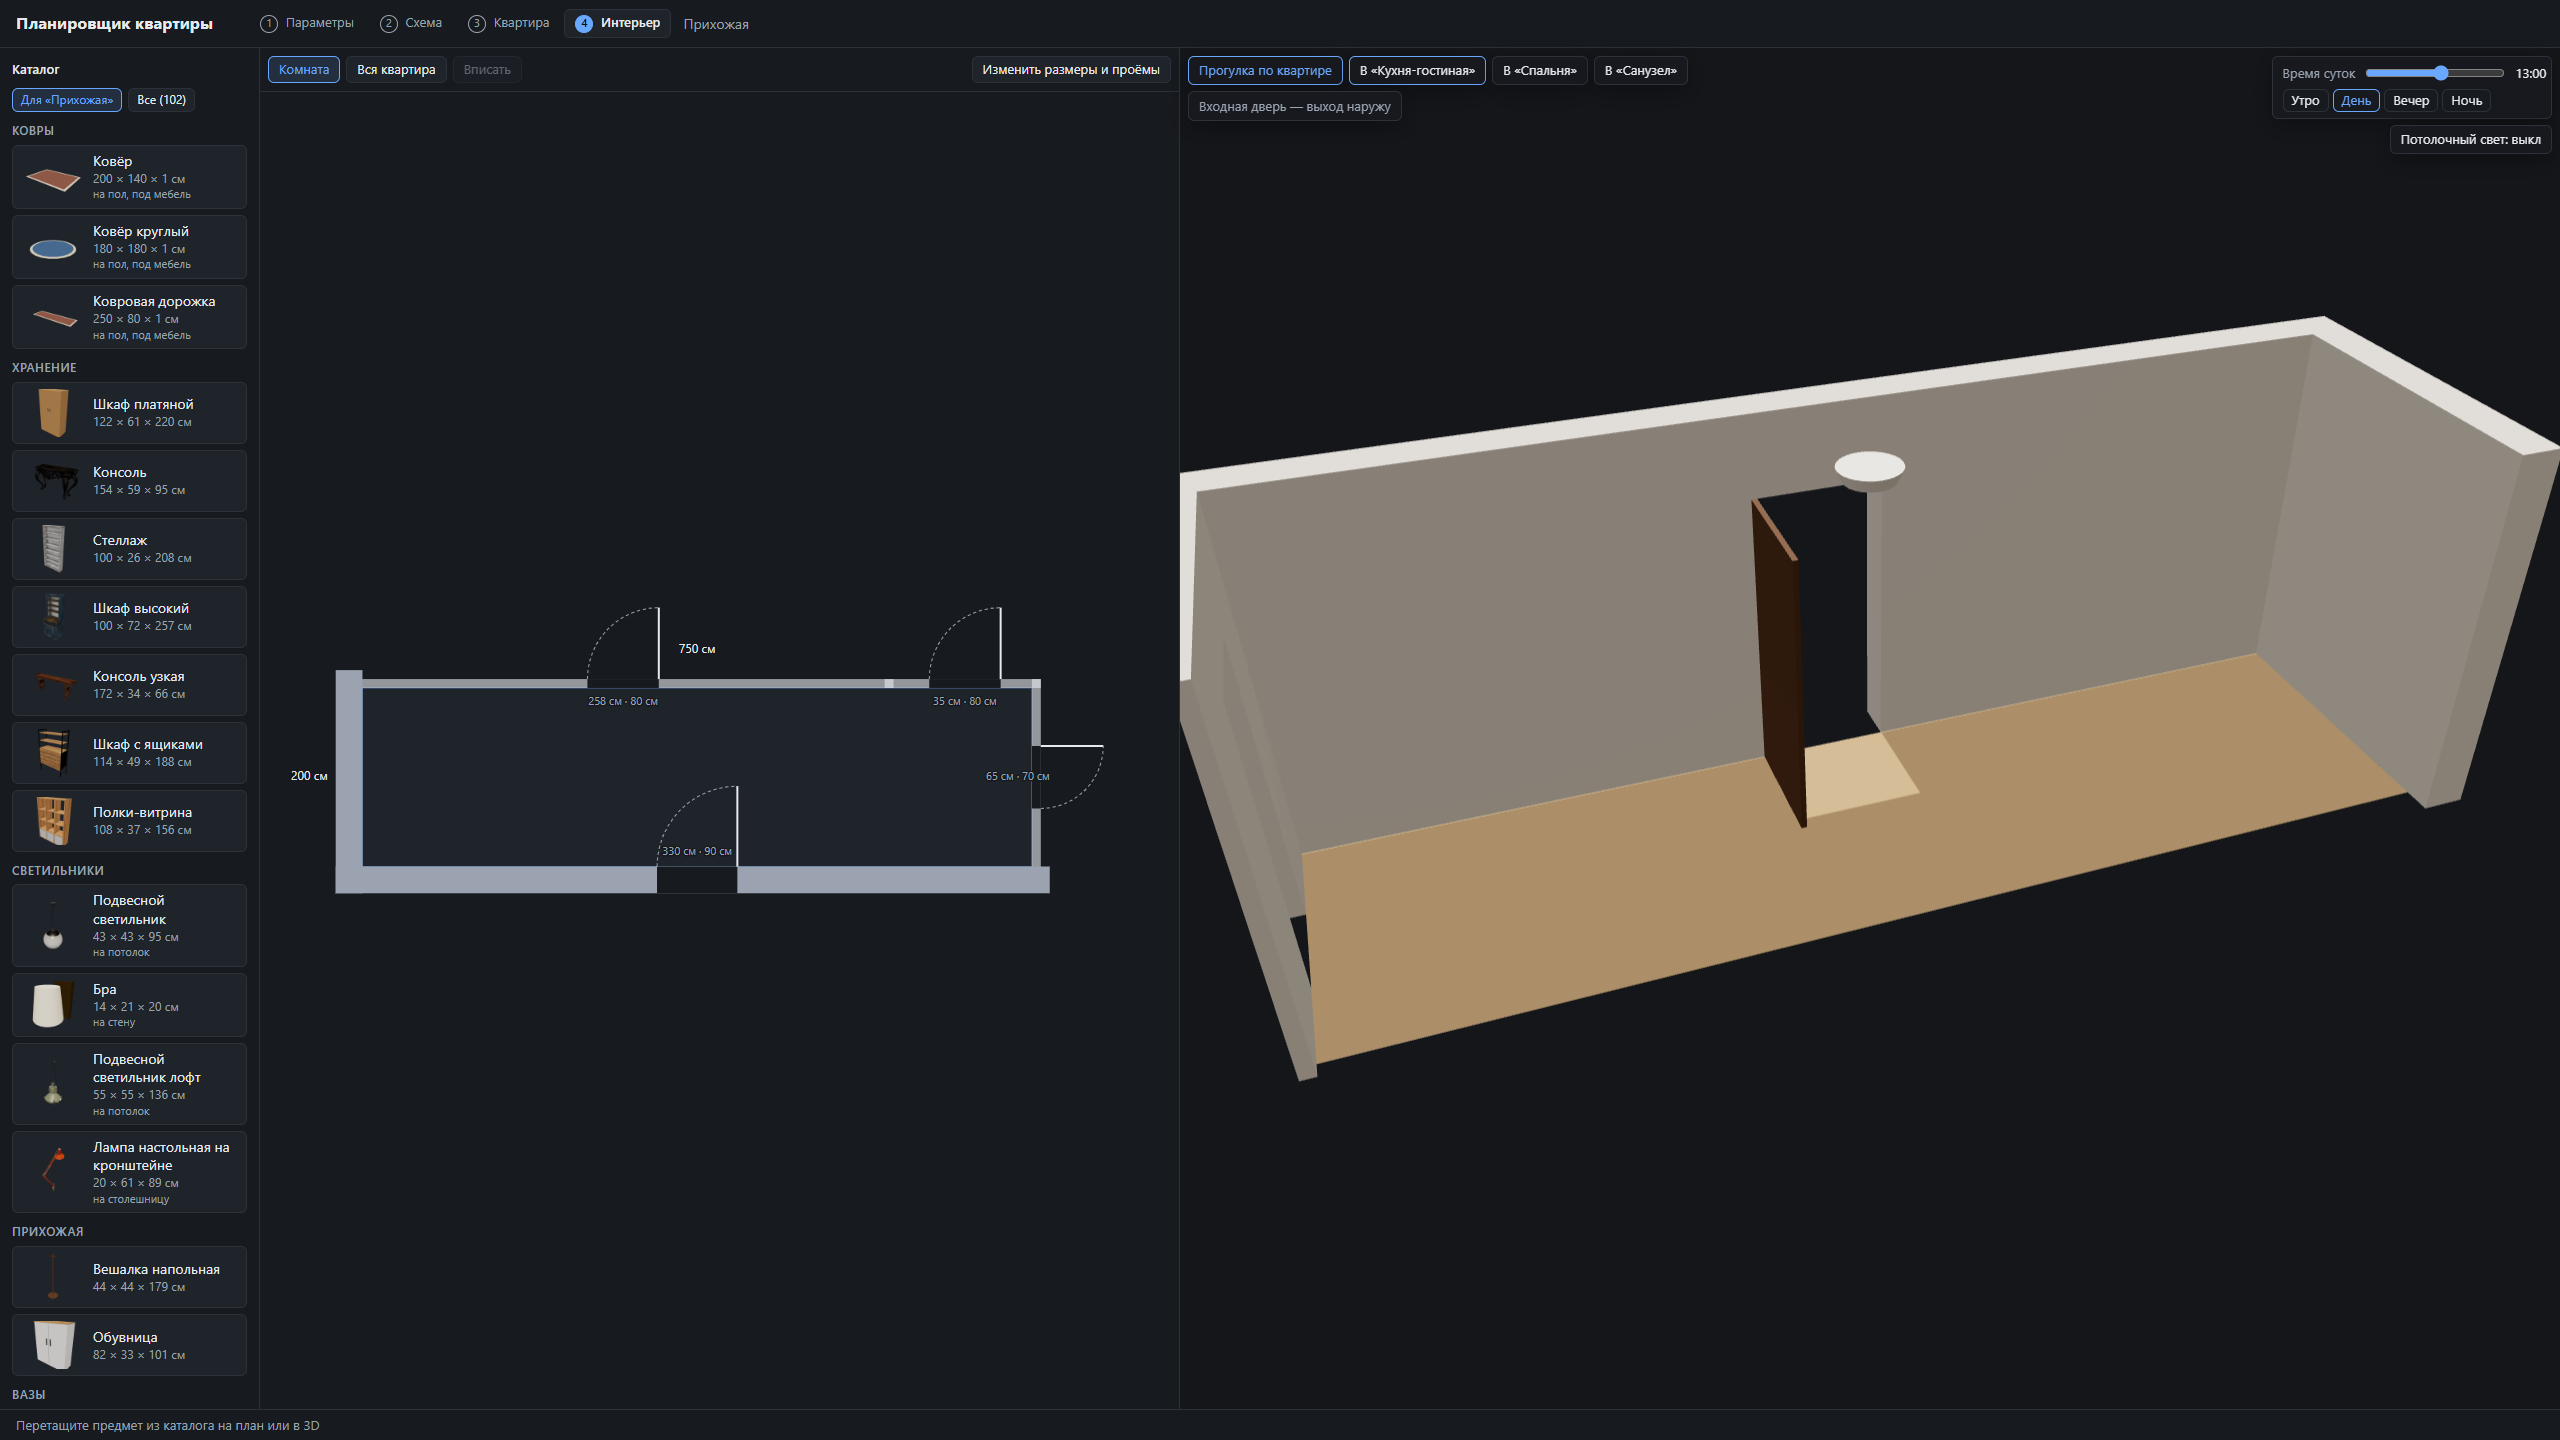 Планировщик квартиры
1 Параметры
2 Схема
3 Квартира
4 Интерьер
Прихожая
Каталог
Для «Прихожая»
Все (102)
КОВРЫ
Ковёр
200 × 140 × 1 см
на пол, под мебель
Ковёр круглый
180 × 180 × 1 см
на пол, под мебель
Ковровая дорожка
250 × 80 × 1 см
на пол, под мебель
ХРАНЕНИЕ
Шкаф платяной
122 × 61 × 220 см
Консоль
154 × 59 × 95 см
Стеллаж
100 × 26 × 208 см
Шкаф высокий
100 × 72 × 257 см
Консоль узкая
172 × 34 × 66 см
Шкаф с ящиками
114 × 49 × 188 см
Полки-витрина
108 × 37 × 156 см
СВЕТИЛЬНИКИ
Подвесной
светильник
43 × 43 × 95 см
на потолок
Бра
14 × 21 × 20 см
на стену
Подвесной
светильник лофт
55 × 55 × 136 см
на потолок
Лампа настольная на
кронштейне
20 × 61 × 89 см
на столешницу
ПРИХОЖАЯ
Вешалка напольная
44 × 44 × 179 см
Обувница
82 × 33 × 101 см
ВАЗЫ
Комната
Вся квартира
Вписать
Изменить размеры и проёмы
750 см
258 см · 80 см
35 см · 80 см
200 см
65 см · 70 см
330 см · 90 см
Прогулка по квартире
В «Кухня-гостиная»
В «Спальня»
В «Санузел»
Входная дверь — выход наружу
Время суток
13:00
Утро
День
Вечер
Ночь
Потолочный свет: выкл
Перетащите предмет из каталога на план или в 3D